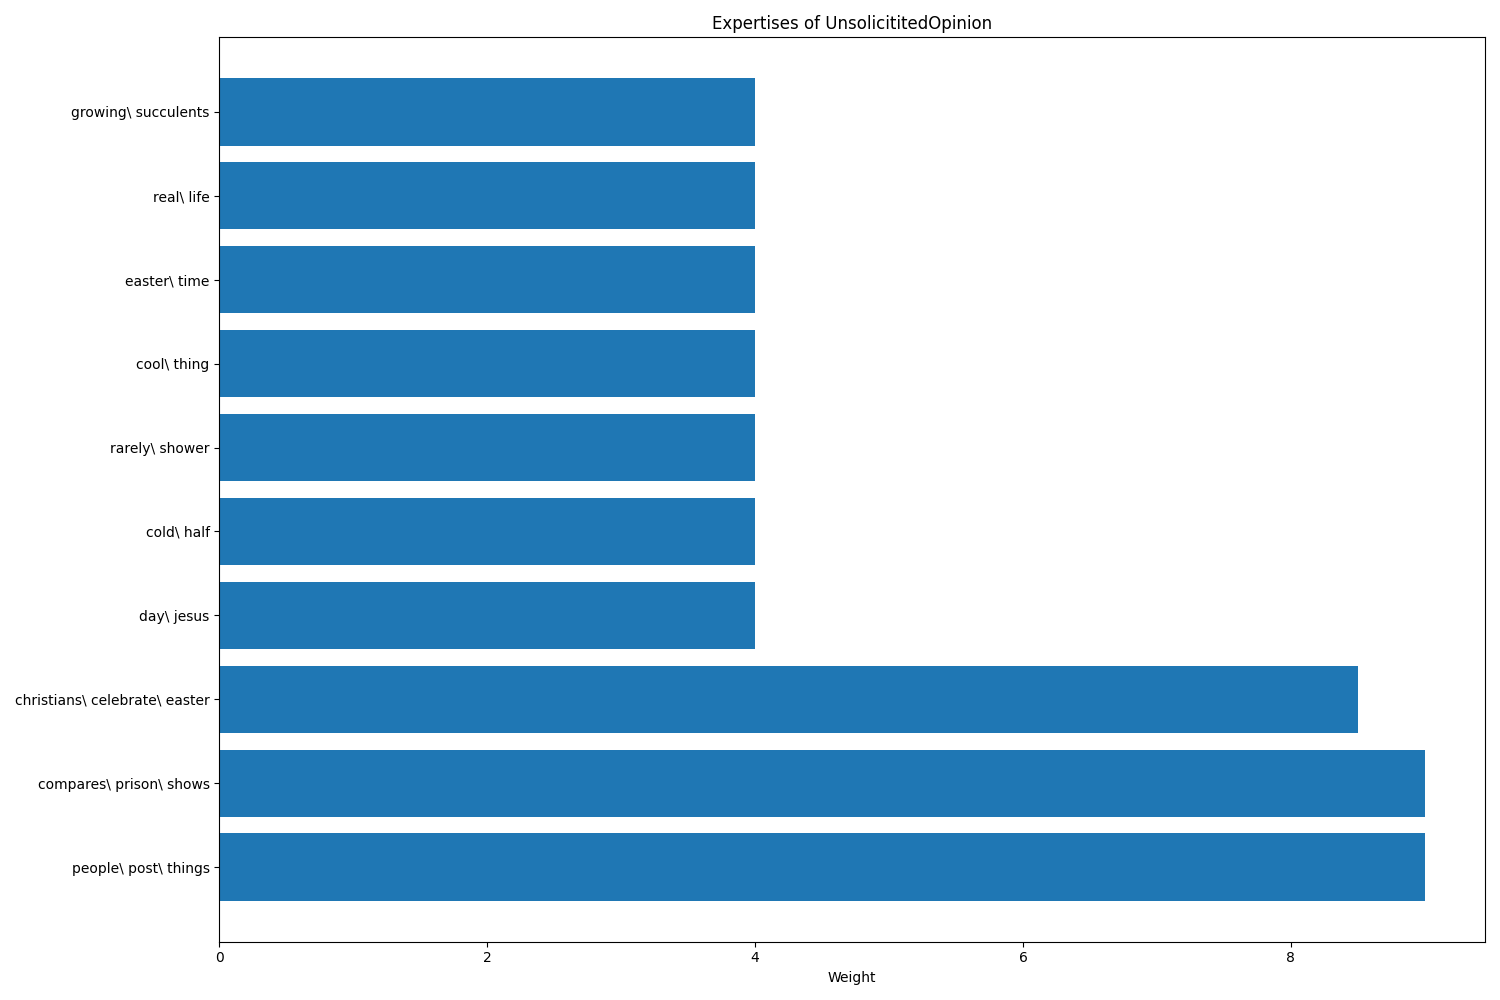 Expertises of UnsolicititedOpinion
growing\ succulents
real\ life
easter\ time
cool\ thing
rarely\ shower
cold\ half
day\ jesus
christians\ celebrate\ easter
compares\ prison\ shows
people\ post\ things
0 2 4 6 8
Weight